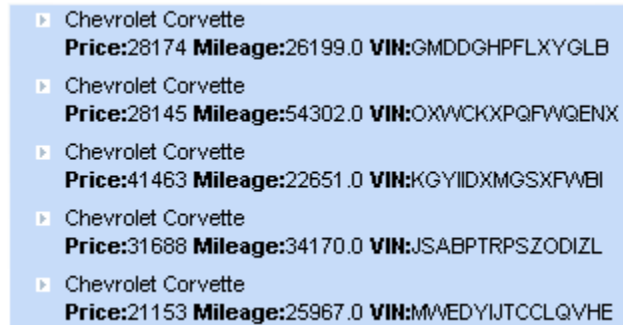 Chevrolet Corvette
Price:28174 Mileage:26199.0 VIN:GMDDGHPFLXYGLB
Chevrolet Corvette
Price:28145 Mileage:54302.0 VIN:OXWCKXPQFWQENX
Chevrolet Corvette
Price:41463 Mileage:22651.0 VIN:KGYIIDXMGSXFWBI
Chevrolet Corvette
Price:31688 Mileage:34170.0 VIN:JSABPTRPSZODIZL
Chevrolet Corvette
Price:21153 Mileage:25967.0 VIN:MWEDYIJTCCLQVHE